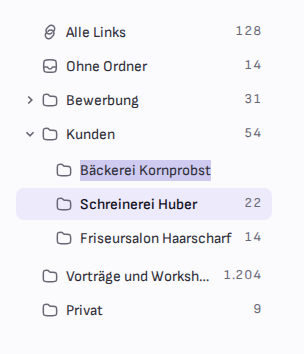 Alle Links 128
Ohne Ordner 14
Bewerbung 31
Kunden 54
Bäckerei Kornprobst
Schreinerei Huber 22
Friseursalon Haarscharf 14
Vorträge und Worksh... 1.204
Privat 9